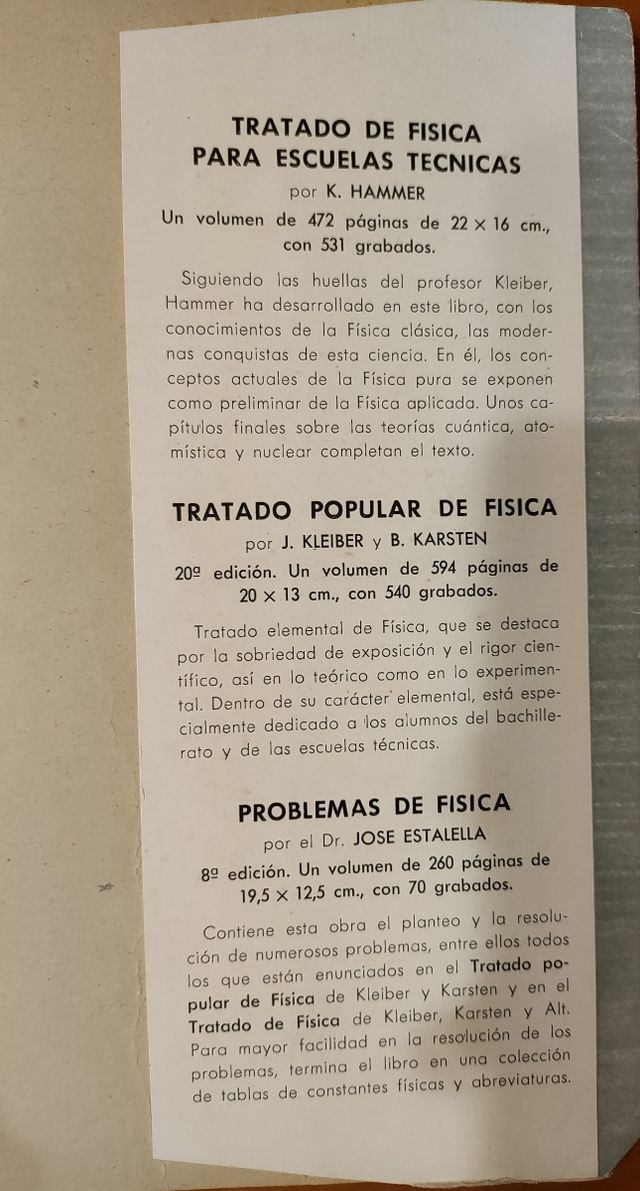 TRATADO DE FISICA
PARA ESCUELAS TECNICAS
por K. HAMMER
Un volumen de 472 páginas de 22 × 16 cm.,
con 531 grabados.
Siguiendo las huellas del profesor Kleiber,
Hammer ha desarrollado en este libro, con los
conocimientos de la Física clásica, las moder-
nas conquistas de esta ciencia. En él, los con-
ceptos actuales de la Física pura se exponen
como preliminar de la Física aplicada. Unos ca-
pítulos finales sobre las teorías cuántica, ato-
mística y nuclear completan el texto.
TRATADO POPULAR DE FISICA
por J. KLEIBER y B. KARSTEN
20ª edición. Un volumen de 594 páginas de
20 × 13 cm., con 540 grabados.
Tratado elemental de Física, que se destaca
por la sobriedad de exposición y el rigor cien-
tífico, así en lo teórico como en lo experimen-
tal. Dentro de su carácter elemental, está espe-
cialmente dedicado a los alumnos del bachille-
rato y de las escuelas técnicas.
PROBLEMAS DE FISICA
por el Dr. JOSE ESTALELLA
8ª edición. Un volumen de 260 páginas de
19,5 × 12,5 cm., con 70 grabados.
Contiene esta obra el planteo y la resolu-
ción de numerosos problemas, entre ellos todos
los que están enunciados en el Tratado po-
pular de Física de Kleiber y Karsten y en el
Tratado de Física de Kleiber, Karsten y Alt.
Para mayor facilidad en la resolución de los
problemas, termina el libro en una colección
de tablas de constantes físicas y abreviaturas.